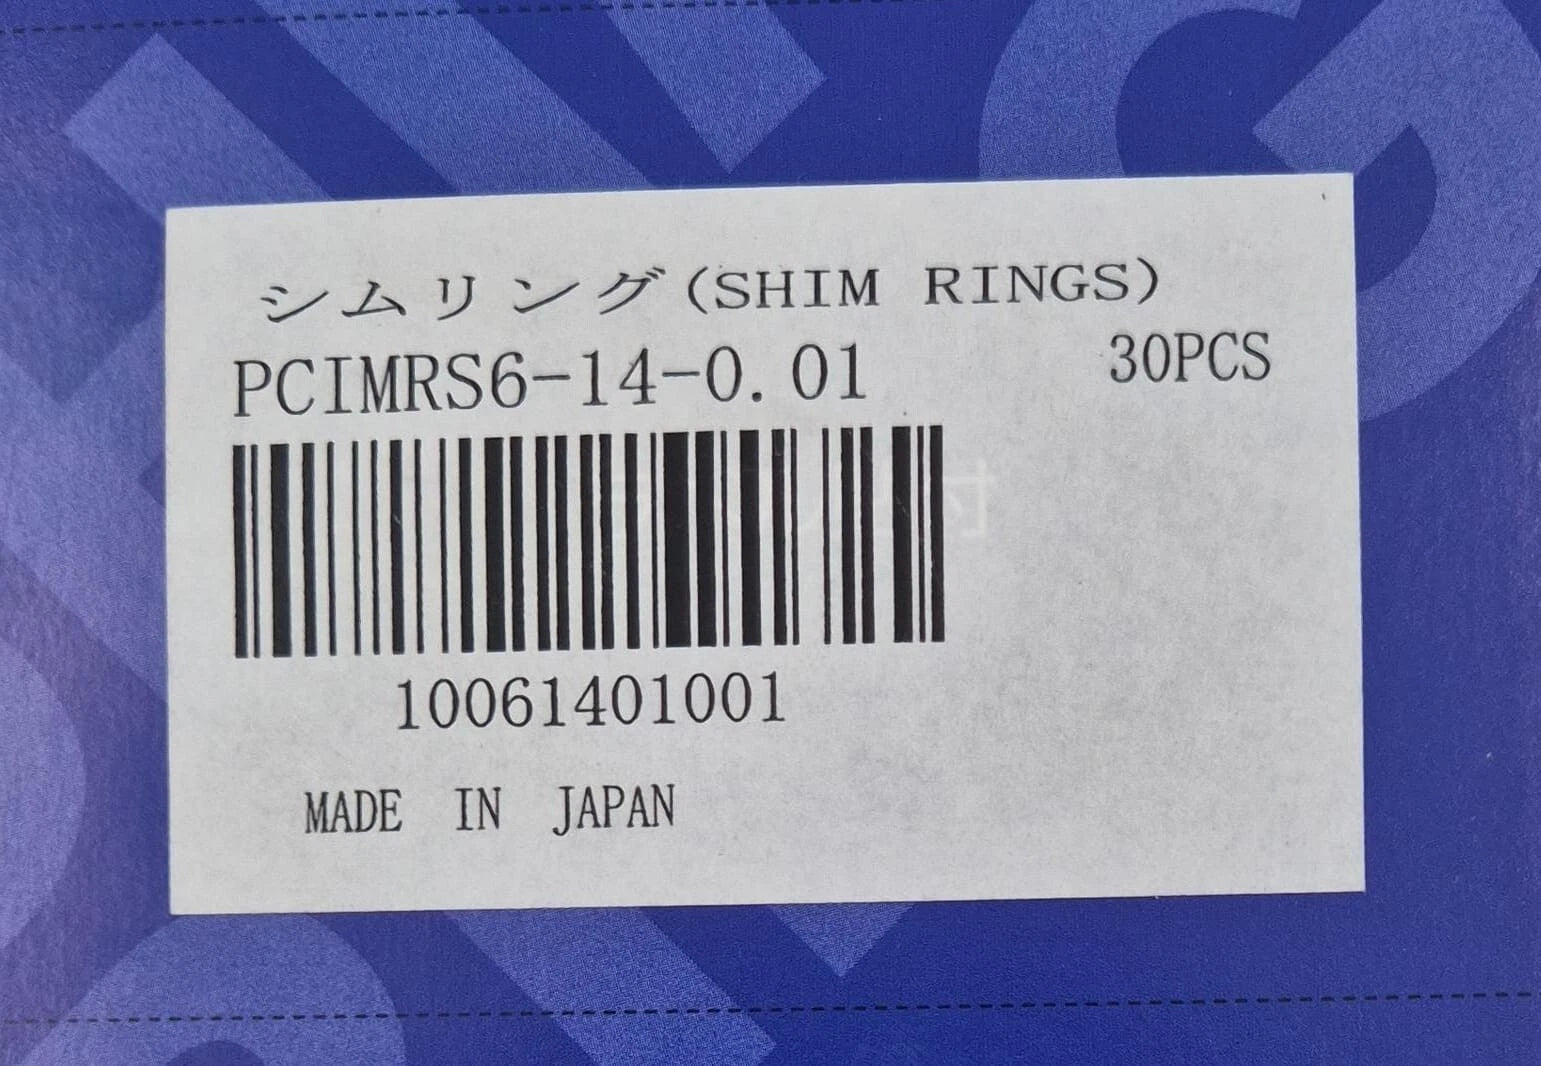 シムリング(SHIM RINGS)
PCIMRS6-14-0.01
30PCS
10061401001
MADE IN JAPAN